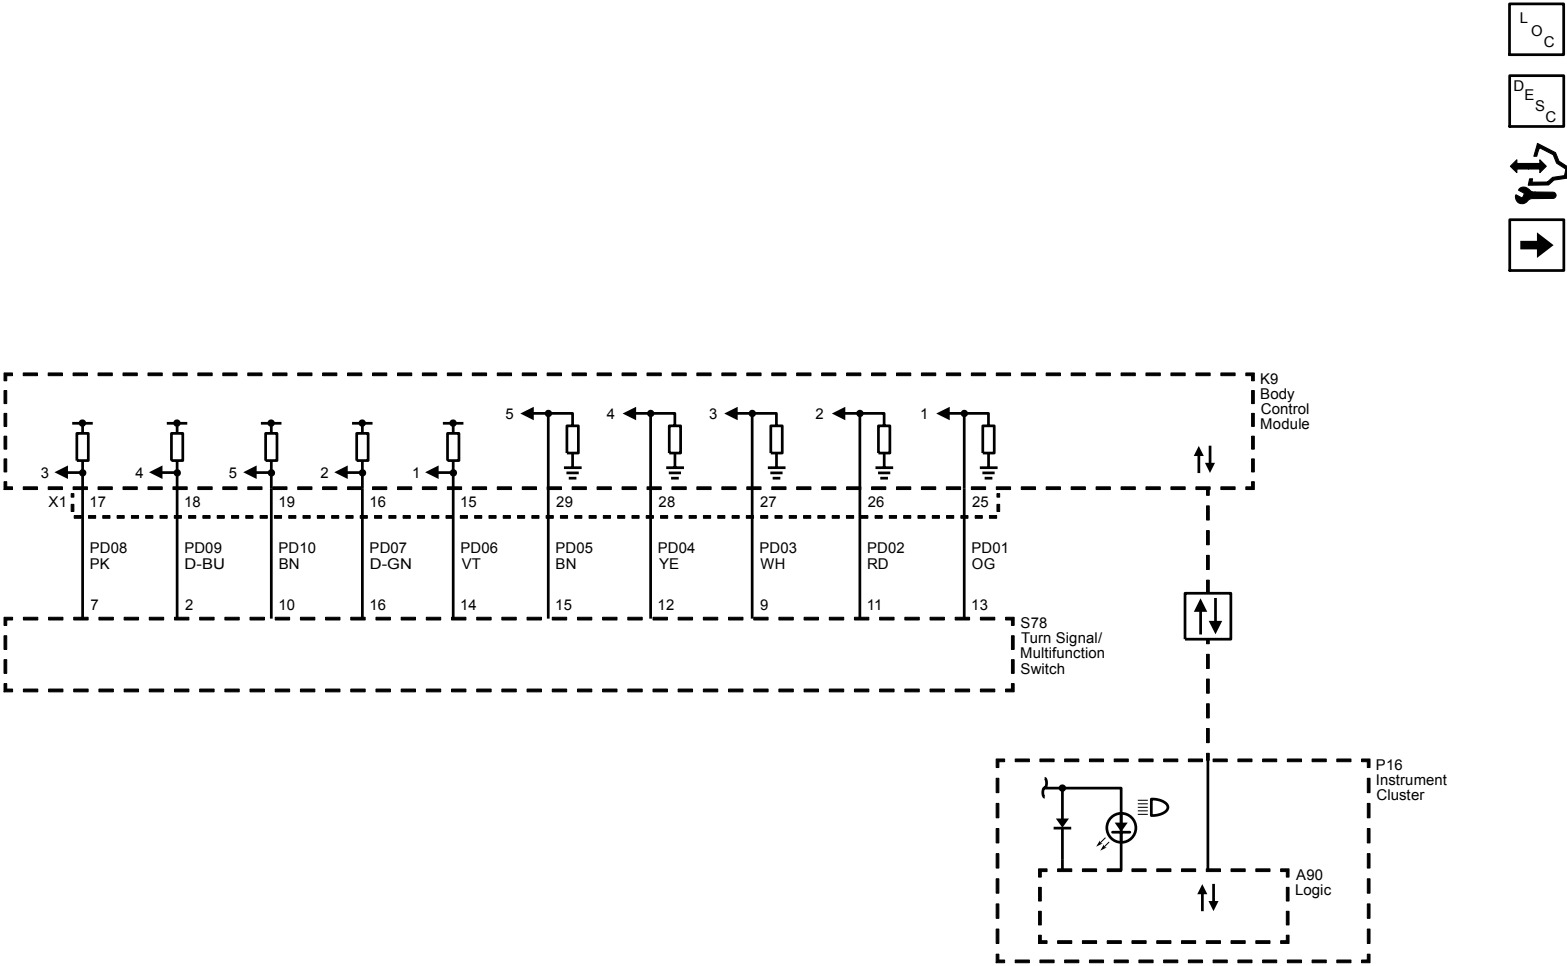 L O C
D E S C
K9
Body
Control
Module
5 4 3 2 1
3 4 5 2 1
X1 17 18 19 16 15 29 28 27 26 25
PD08 PD09 PD10 PD07 PD06 PD05 PD04 PD03 PD02 PD01
PK D-BU BN D-GN VT BN YE WH RD OG
7 2 10 16 14 15 12 9 11 13
S78
Turn Signal/
Multifunction
Switch
P16
Instrument
Cluster
A90
Logic